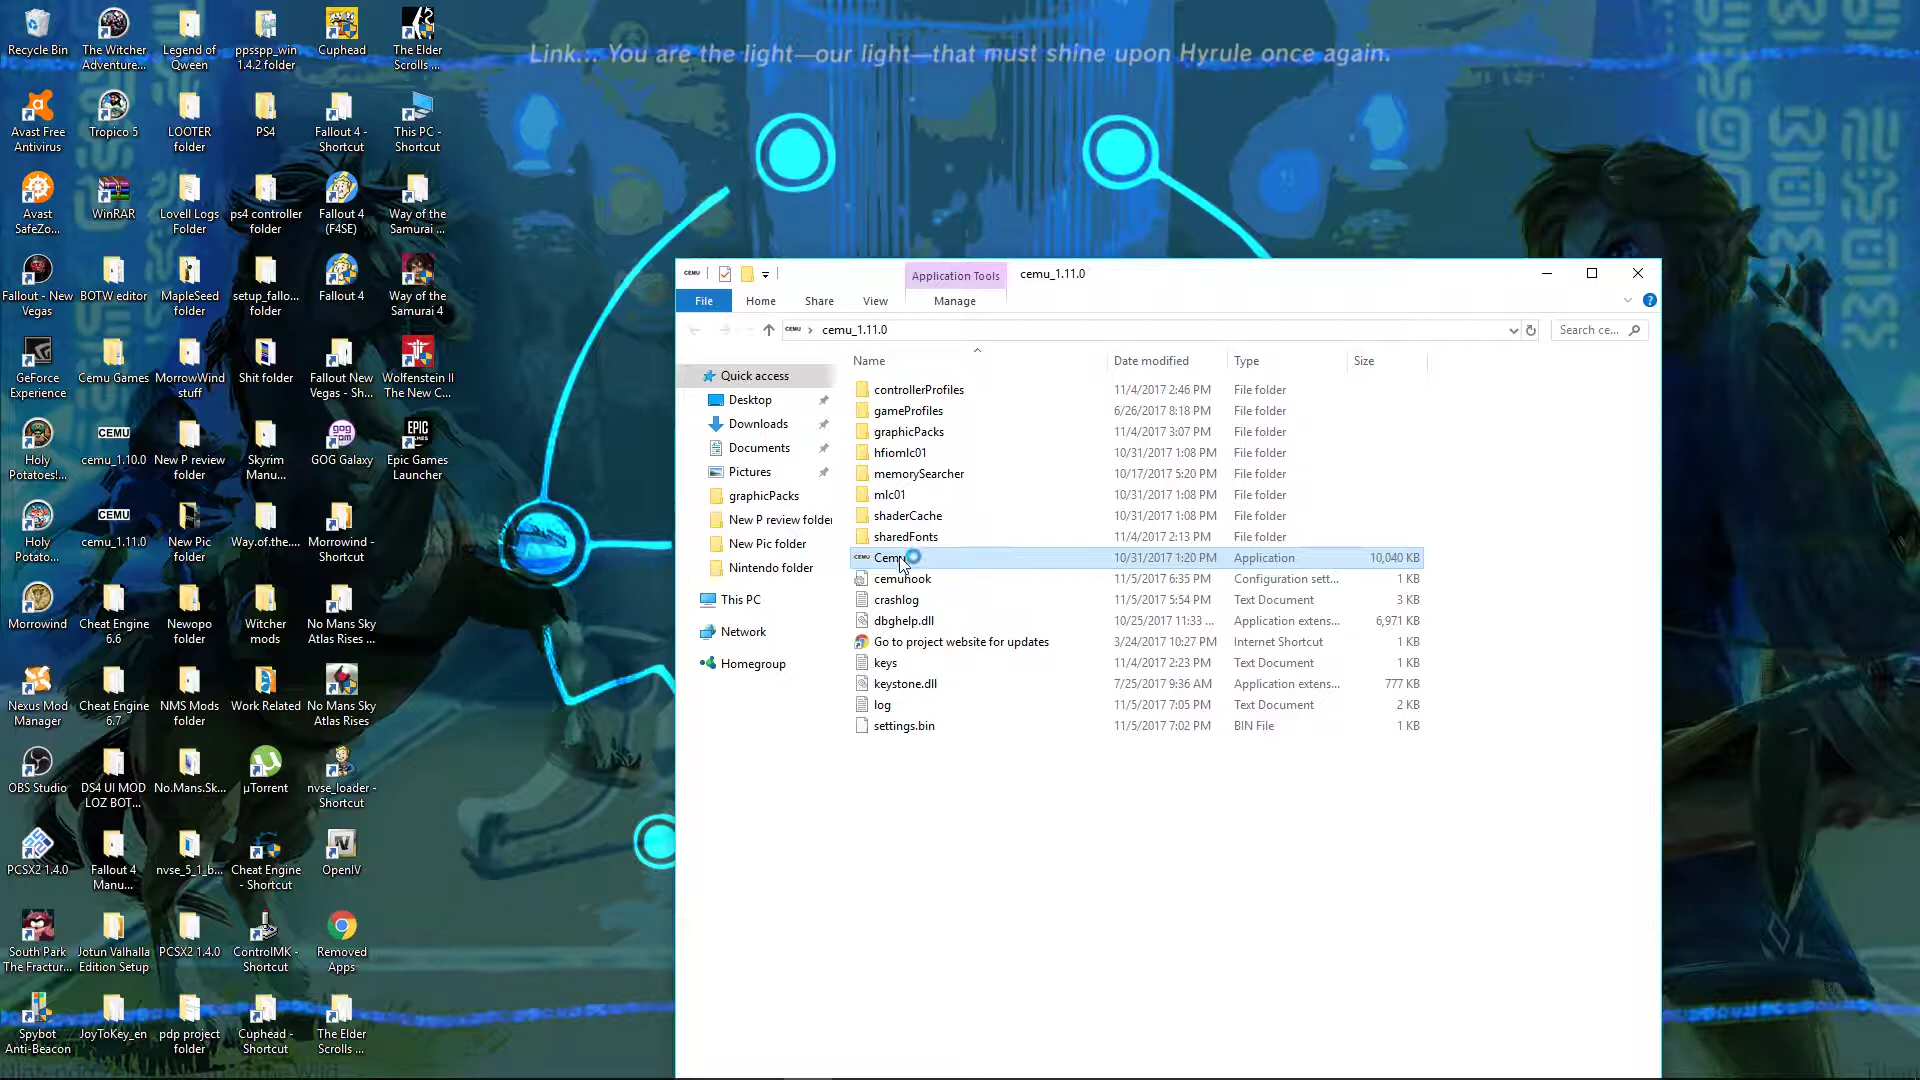 Link... You are the light—our light—that must shine upon Hyrule once again.
Recycle Bin
The Witcher
Adventure...
Legend of
Qween
ppsspp_win
1.4.2 folder
Cuphead
The Elder
Scrolls ...
Avast Free
Antivirus
Tropico 5
LOOTER
folder
PS4
Fallout 4 -
Shortcut
This PC -
Shortcut
Avast
SafeZo...
WinRAR
Lovell Logs
Folder
ps4 controller
folder
Fallout 4
(F4SE)
Way of the
Samurai ...
Fallout - New
Vegas
BOTW editor
MapleSeed
folder
setup_fallo...
folder
Fallout 4
Way of the
Samurai 4
GeForce
Experience
Cemu Games
MorrowWind
stuff
Shit folder
Fallout New
Vegas - Sh...
Wolfenstein II
The New C...
Holy
Potatoes!...
CEMU
cemu_1.10.0
New P review
folder
Skyrim
Manu...
GOG Galaxy
Epic Games
Launcher
Holy
Potato...
CEMU
cemu_1.11.0
New Pic
folder
Way.of.the....
Morrowind -
Shortcut
Morrowind
Cheat Engine
6.6
Newopo
folder
Witcher
mods
No Mans Sky
Atlas Rises ...
Nexus Mod
Manager
Cheat Engine
6.7
NMS Mods
folder
Work Related
No Mans Sky
Atlas Rises
OBS Studio
DS4 UI MOD
LOZ BOT...
No.Mans.Sk...
µTorrent
nvse_loader -
Shortcut
PCSX2 1.4.0
Fallout 4
Manu...
nvse_5_1_b...
Cheat Engine
- Shortcut
OpenIV
South Park
The Fractur...
Jotun Valhalla
Edition Setup
PCSX2 1.4.0
ControlMK -
Shortcut
Removed
Apps
Spybot
Anti-Beacon
JoyToKey_en
pdp project
folder
Cuphead -
Shortcut
The Elder
Scrolls ...
CEMU Application Tools cemu_1.11.0
File Home Share View Manage
CEMU cemu_1.11.0 Search ce...
Name Date modified Type Size
Quick access
Desktop
Downloads
Documents
Pictures
graphicPacks
New P review folder
New Pic folder
Nintendo folder
This PC
Network
Homegroup
controllerProfiles 11/4/2017 2:46 PM File folder
gameProfiles 6/26/2017 8:18 PM File folder
graphicPacks 11/4/2017 3:07 PM File folder
hfiomlc01 10/31/2017 1:08 PM File folder
memorySearcher 10/17/2017 5:20 PM File folder
mlc01 10/31/2017 1:08 PM File folder
shaderCache 10/31/2017 1:08 PM File folder
sharedFonts 11/4/2017 2:13 PM File folder
CEMU Cemu 10/31/2017 1:20 PM Application 10,040 KB
cemuhook 11/5/2017 6:35 PM Configuration sett... 1 KB
crashlog 11/5/2017 5:54 PM Text Document 3 KB
dbghelp.dll 10/25/2017 11:33 ... Application extens... 6,971 KB
Go to project website for updates 3/24/2017 10:27 PM Internet Shortcut 1 KB
keys 11/4/2017 2:23 PM Text Document 1 KB
keystone.dll 7/25/2017 9:36 AM Application extens... 777 KB
log 11/5/2017 7:05 PM Text Document 2 KB
settings.bin 11/5/2017 7:02 PM BIN File 1 KB